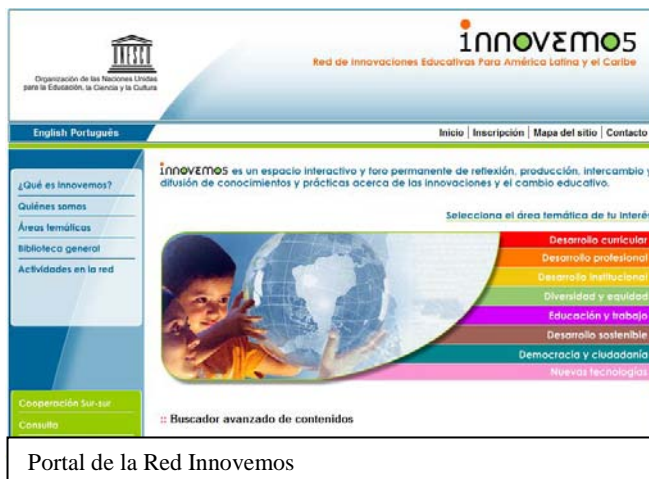 UNESCO
Organización de las Naciones Unidas
para la Educación, la Ciencia y la Cultura
innovemos
Red de Innovaciones Educativas Para América Latina y el Caribe
English Português
Inicio | Inscripción | Mapa del sitio | Contacto
¿Qué es Innovemos?
Quiénes somos
Áreas temáticas
Biblioteca general
Actividades en la red
Cooperación Sur-sur
Consulta
innovemos es un espacio interactivo y foro permanente de reflexión, producción, intercambio y
difusión de conocimientos y prácticas acerca de las innovaciones y el cambio educativo.
Selecciona el área temática de tu interés
Desarrollo curricular
Desarrollo profesional
Desarrollo institucional
Diversidad y equidad
Educación y trabajo
Desarrollo sostenible
Democracia y ciudadanía
Nuevas tecnologías
:: Buscador avanzado de contenidos
Portal de la Red Innovemos